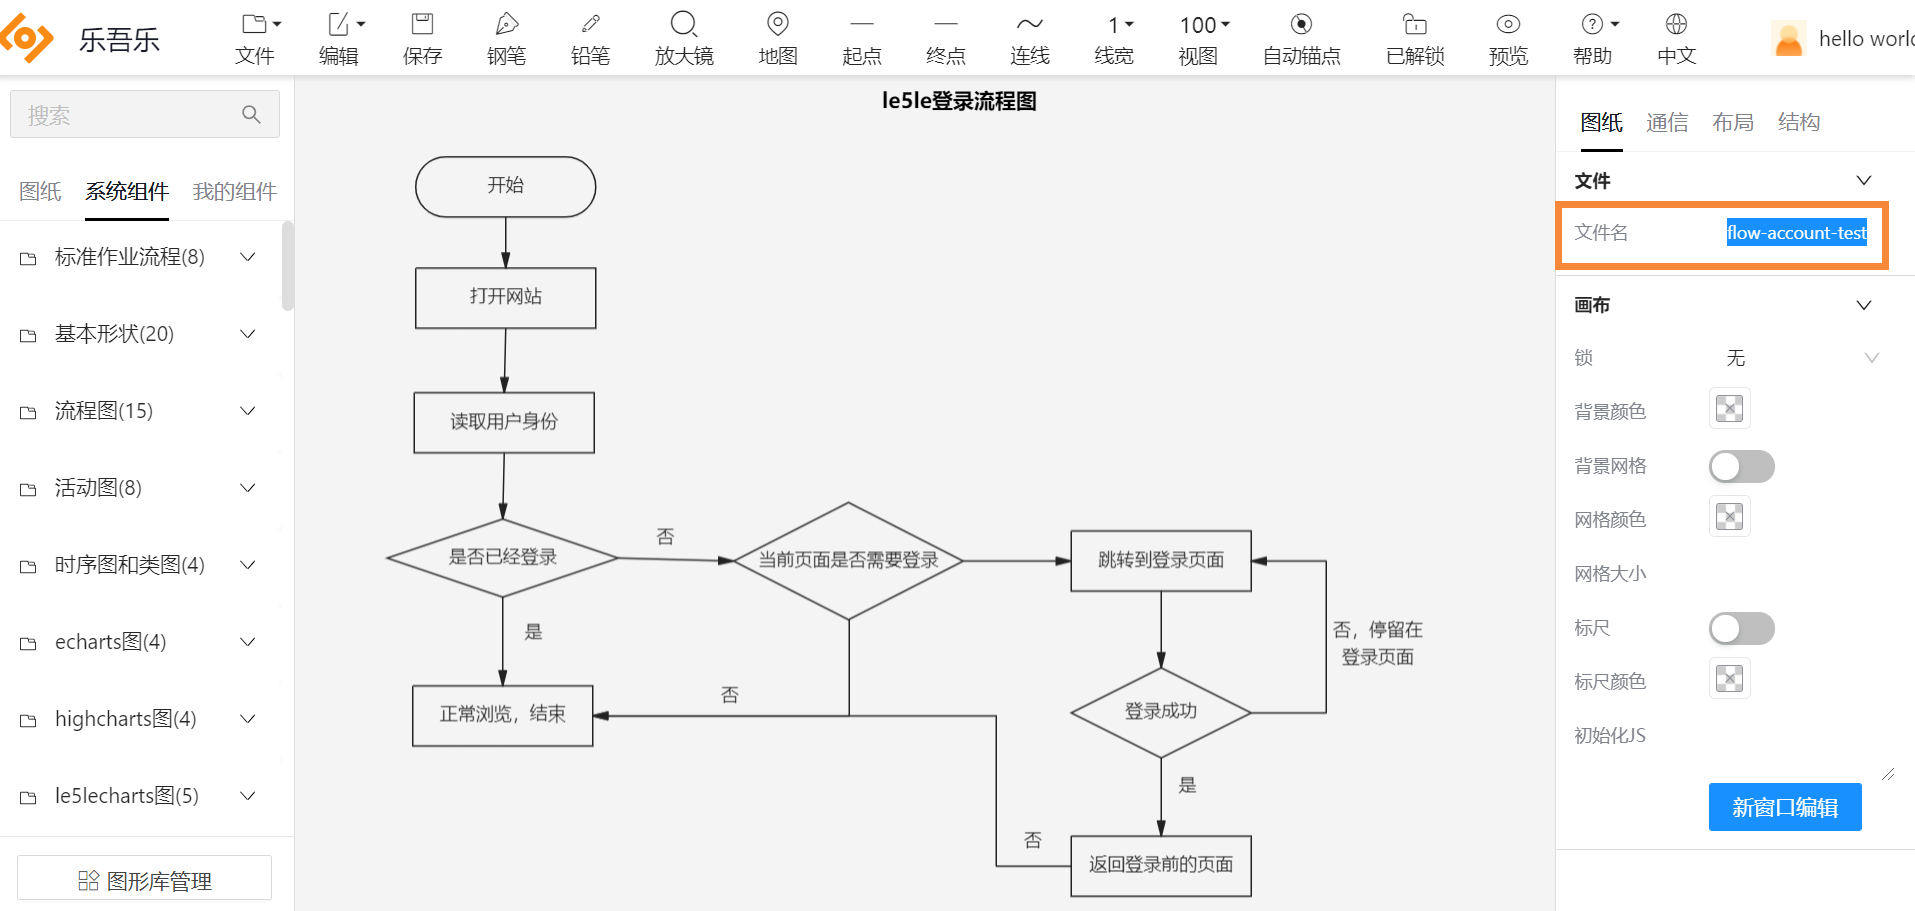 乐吾乐
文件
编辑
保存
钢笔
铅笔
放大镜
地图
起点
终点
连线
1
线宽
100
视图
自动锚点
已解锁
预览
帮助
中文
hello world
搜索
图纸 系统组件 我的组件
标准作业流程(8)
基本形状(20)
流程图(15)
活动图(8)
时序图和类图(4)
echarts图(4)
highcharts图(4)
le5lecharts图(5)
图形库管理
le5le登录流程图
开始
打开网站
读取用户身份
是否已经登录
否
当前页面是否需要登录
跳转到登录页面
是
否，停留在
登录页面
正常浏览，结束
否
登录成功
是
否
返回登录前的页面
图纸 通信 布局 结构
文件
文件名 flow-account-test
画布
锁 无
背景颜色
背景网格
网格颜色
网格大小
标尺
标尺颜色
初始化JS
新窗口编辑